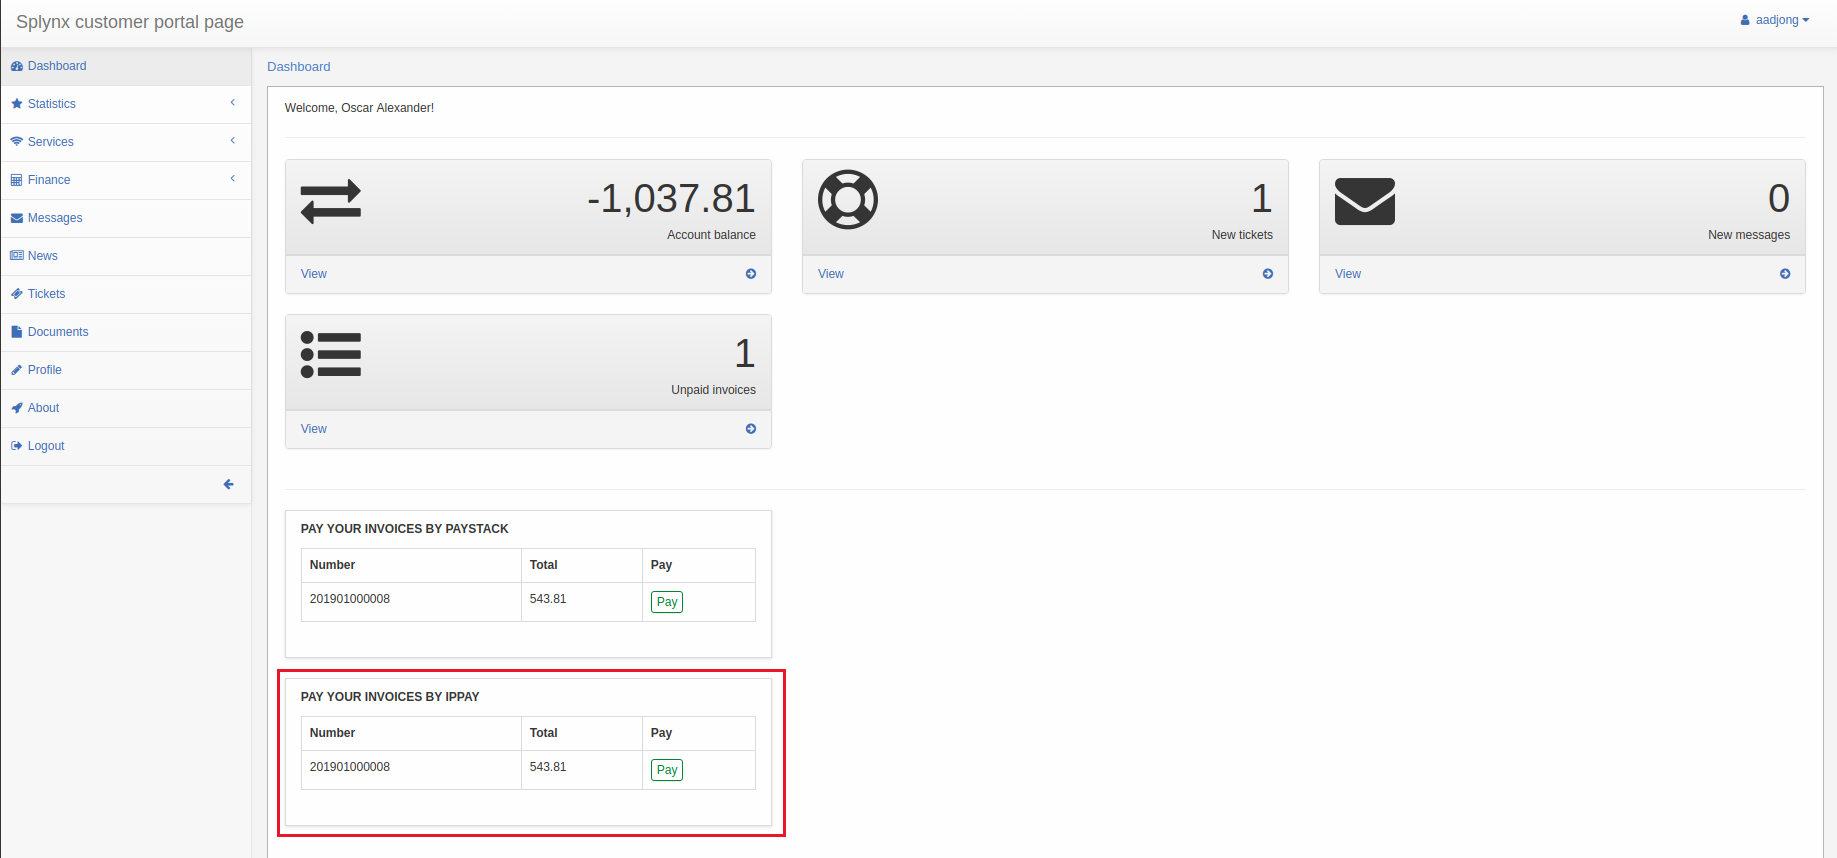 Splynx customer portal page
aadjong
Dashboard
Statistics
Services
Finance
Messages
News
Tickets
Documents
Profile
About
Logout
Dashboard
Welcome, Oscar Alexander!
-1,037.81
Account balance
View
1
New tickets
View
0
New messages
View
1
Unpaid invoices
View
PAY YOUR INVOICES BY PAYSTACK
Number Total Pay
201901000008 543.81 Pay
PAY YOUR INVOICES BY IPPAY
Number Total Pay
201901000008 543.81 Pay